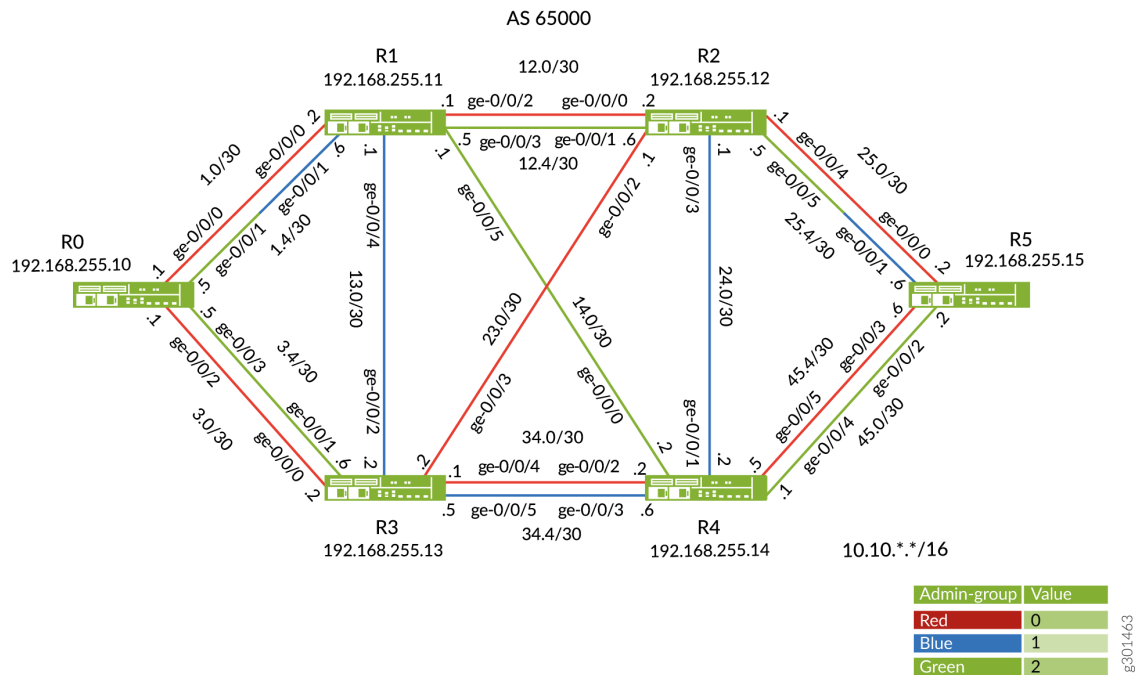 AS 65000
R1
192.168.255.11
R2
192.168.255.12
12.0/30
.1 ge-0/0/2 ge-0/0/0 .2
.5 ge-0/0/3 ge-0/0/1 .6
12.4/30
.2
ge-0/0/0
1.0/30
ge-0/0/0
.1
.6
ge-0/0/1
1.4/30
ge-0/0/1
.5
.1
ge-0/0/4
13.0/30
ge-0/0/2
.2
.1
ge-0/0/5
14.0/30
ge-0/0/0
.2
.1
ge-0/0/2
23.0/30
ge-0/0/3
.2
.1
ge-0/0/3
24.0/30
ge-0/0/1
.2
.1
ge-0/0/4
25.0/30
ge-0/0/0
.2
.5
ge-0/0/5
25.4/30
ge-0/0/1
.6
R0
192.168.255.10
R5
192.168.255.15
.5
ge-0/0/3
3.4/30
ge-0/0/1
.6
.1
ge-0/0/2
3.0/30
ge-0/0/0
.2
.6
ge-0/0/3
45.4/30
ge-0/0/5
.5
.2
ge-0/0/2
45.0/30
ge-0/0/4
.1
34.0/30
.1 ge-0/0/4 ge-0/0/2 .2
.5 ge-0/0/5 ge-0/0/3 .6
34.4/30
R3
192.168.255.13
R4
192.168.255.14
10.10.*.*/16
Admin-group Value
Red 0
Blue 1
Green 2
g301463